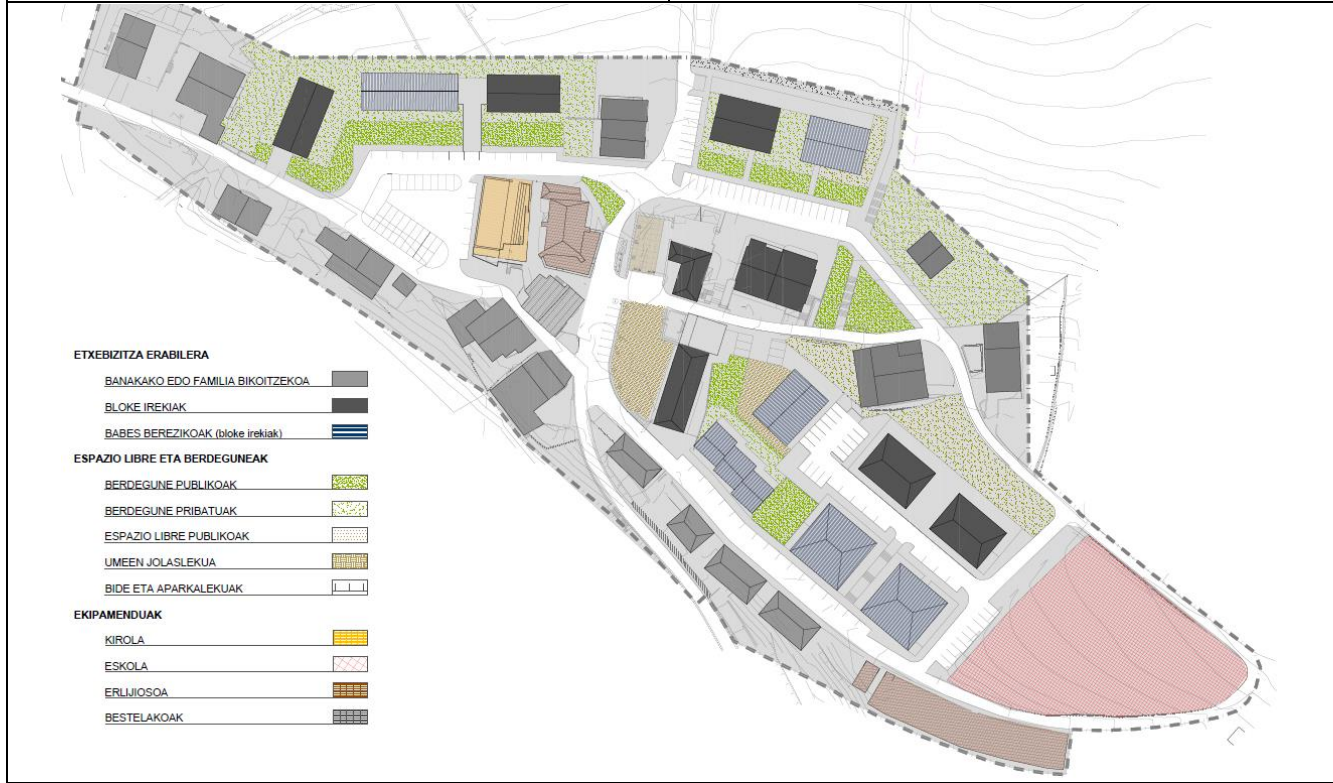 ETXEBIZITZA ERABILERA
BANAKAKO EDO FAMILIA BIKOITZEKOA
BLOKE IREKIAK
BABES BEREZIKOAK (bloke irekiak)
ESPAZIO LIBRE ETA BERDEGUNEAK
BERDEGUNE PUBLIKOAK
BERDEGUNE PRIBATUAK
ESPAZIO LIBRE PUBLIKOAK
UMEEN JOLASLEKUA
BIDE ETA APARKALEKUAK
EKIPAMENDUAK
KIROLA
ESKOLA
ERLIJIOSOA
BESTELAKOAK